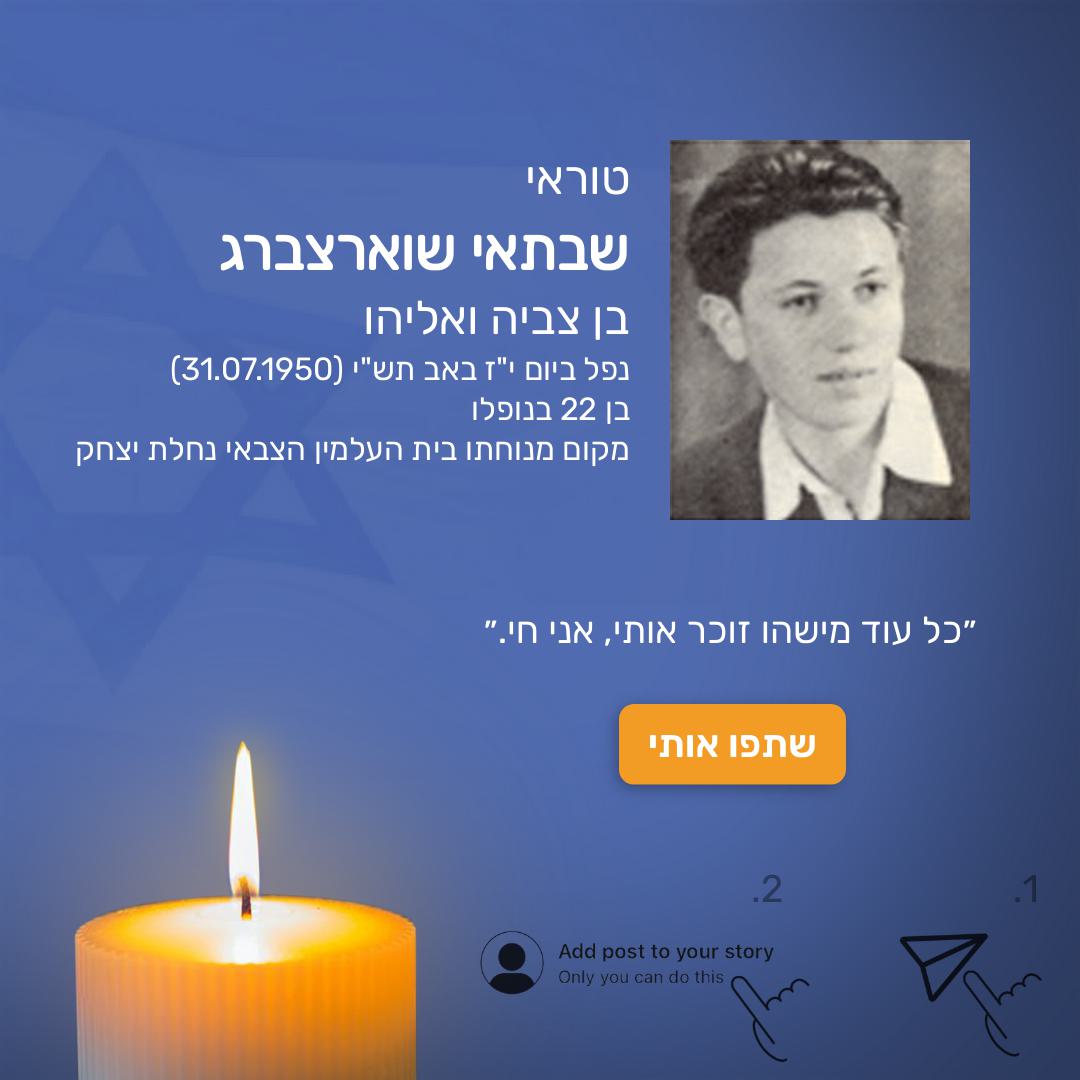 טוראי
שבתאי שוארצברג
בן צביה ואליהו
נפל ביום י"ז באב תש"י (31.07.1950)
בן 22 בנופלו
מקום מנוחתו בית העלמין הצבאי נחלת יצחק
״כל עוד מישהו זוכר אותי, אני חי.״
שתפו אותי
.1
.2
Add post to your story
Only you can do this